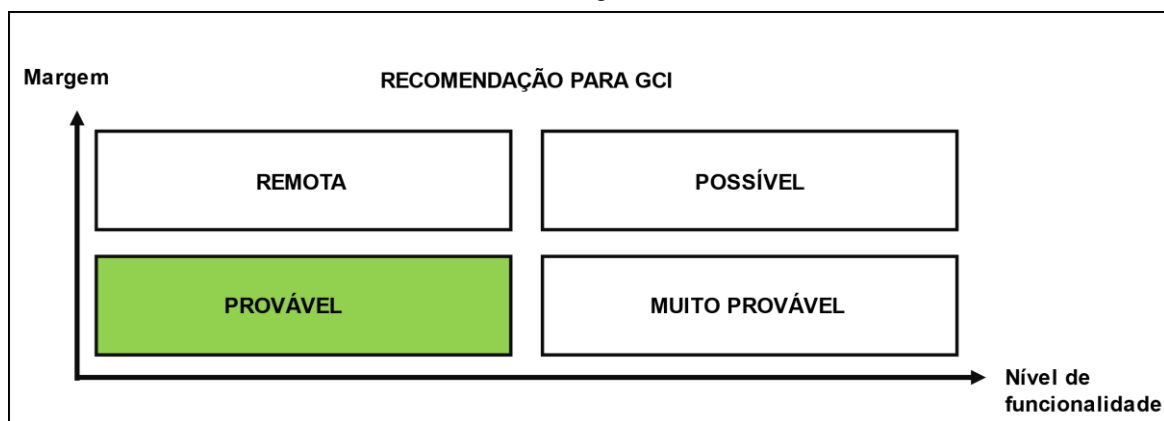 Margem
RECOMENDAÇÃO PARA GCI
REMOTA
POSSÍVEL
PROVÁVEL
MUITO PROVÁVEL
Nível de
funcionalidade